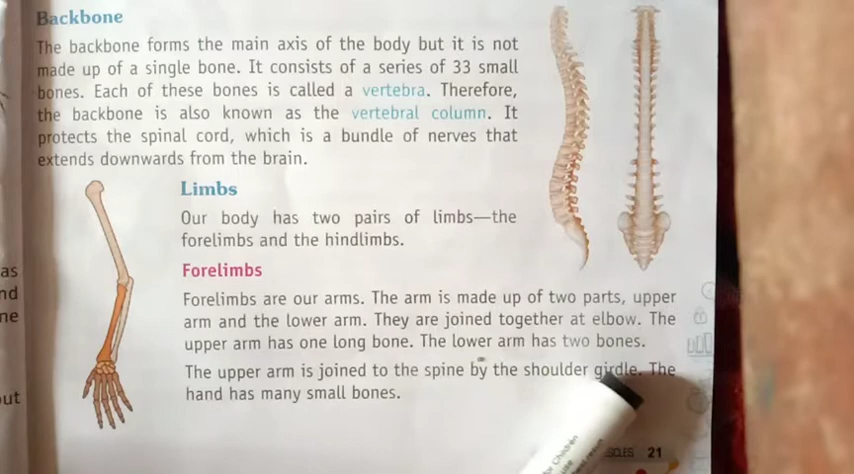 Backbone
The backbone forms the main axis of the body but it is not
made up of a single bone. It consists of a series of 33 small
bones. Each of these bones is called a vertebra. Therefore,
the backbone is also known as the vertebral column. It
protects the spinal cord, which is a bundle of nerves that
extends downwards from the brain.
Limbs
Our body has two pairs of limbs—the
forelimbs and the hindlimbs.
Forelimbs
Forelimbs are our arms. The arm is made up of two parts, upper
arm and the lower arm. They are joined together at elbow. The
upper arm has one long bone. The lower arm has two bones.
The upper arm is joined to the spine by the shoulder girdle. The
hand has many small bones.
21